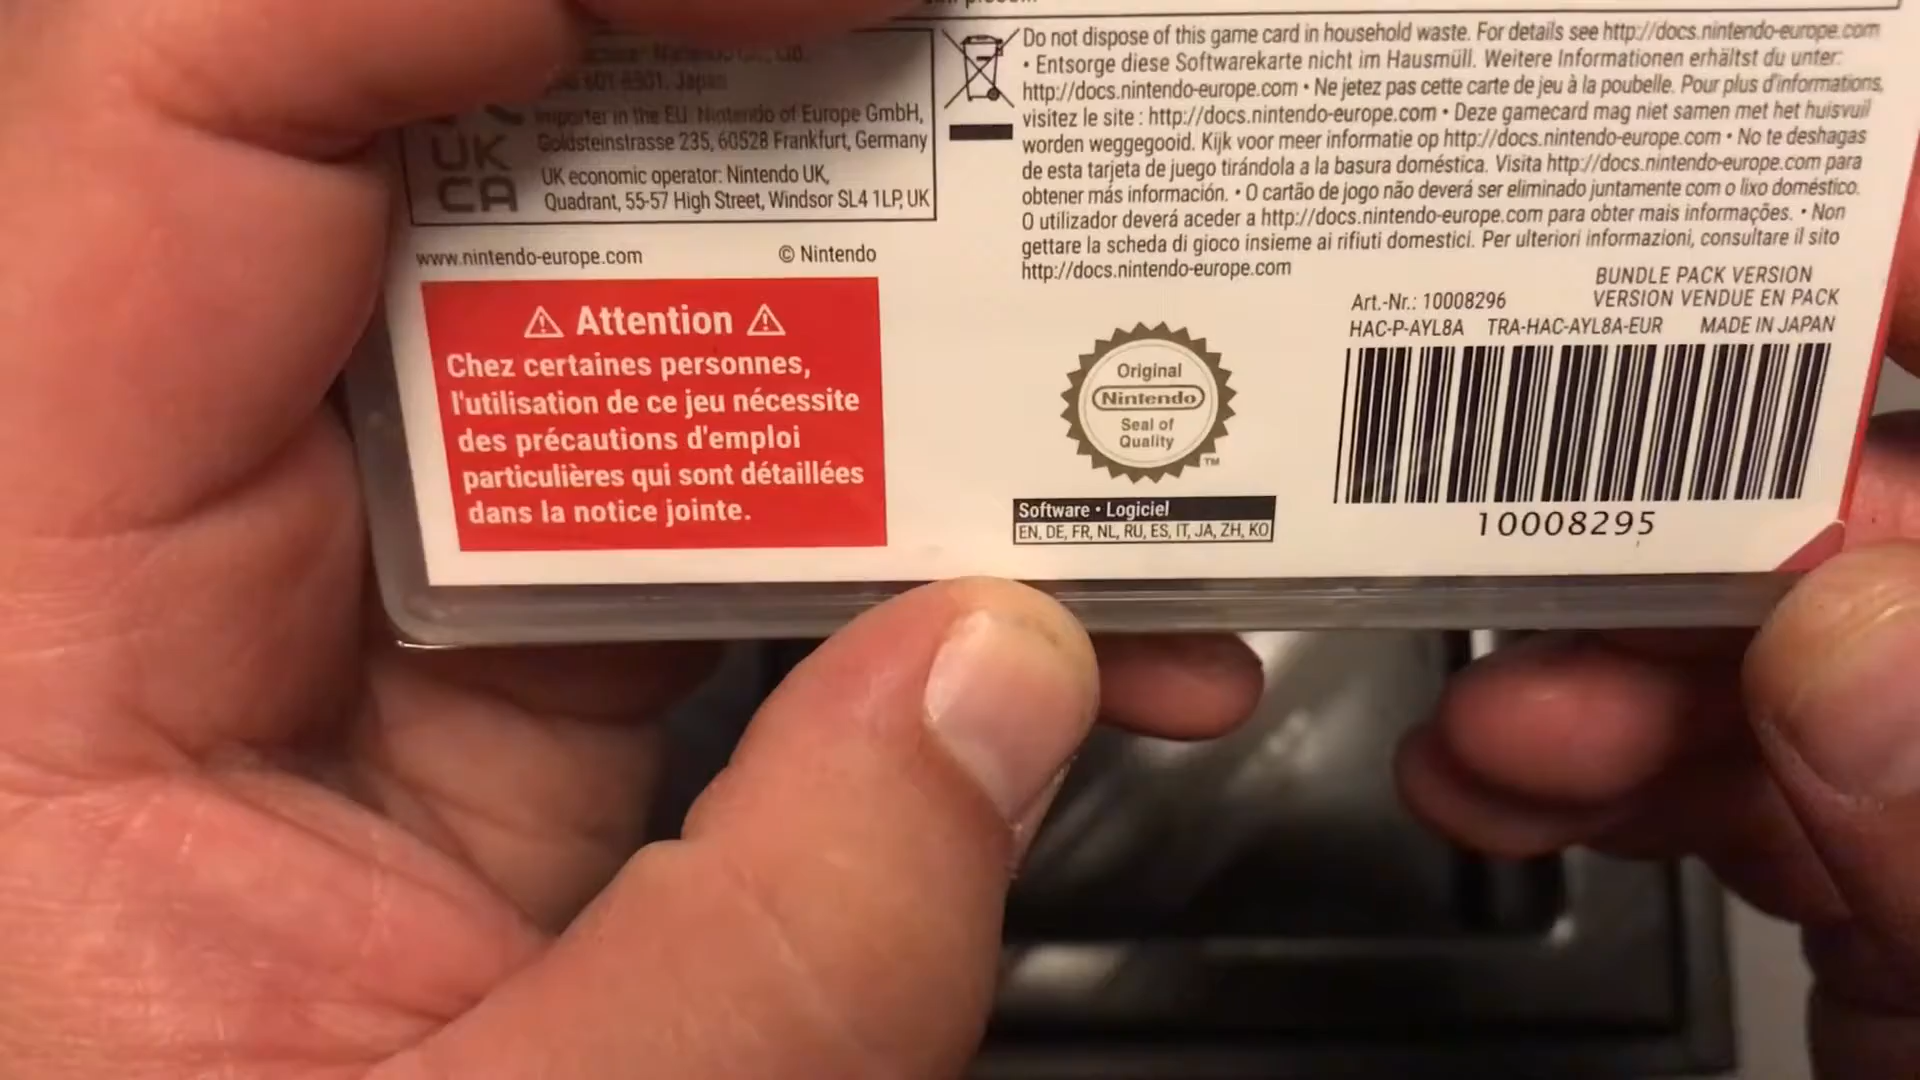 Importer in the EU: Nintendo of Europe GmbH,
Goldsteinstrasse 235, 60528 Frankfurt, Germany
UK
CA
UK economic operator: Nintendo UK,
Quadrant, 55-57 High Street, Windsor SL4 1LP, UK
www.nintendo-europe.com © Nintendo
⚠ Attention ⚠
Chez certaines personnes,
l'utilisation de ce jeu nécessite
des précautions d'emploi
particulières qui sont détaillées
dans la notice jointe.
Do not dispose of this game card in household waste. For details see http://docs.nintendo-europe.com
• Entsorge diese Softwarekarte nicht im Hausmüll. Weitere Informationen erhältst du unter:
http://docs.nintendo-europe.com • Ne jetez pas cette carte de jeu à la poubelle. Pour plus d'informations,
visitez le site : http://docs.nintendo-europe.com • Deze gamecard mag niet samen met het huisvuil
worden weggegooid. Kijk voor meer informatie op http://docs.nintendo-europe.com • No te deshagas
de esta tarjeta de juego tirándola a la basura doméstica. Visita http://docs.nintendo-europe.com para
obtener más información. • O cartão de jogo não deverá ser eliminado juntamente com o lixo doméstico.
O utilizador deverá aceder a http://docs.nintendo-europe.com para obter mais informações. • Non
gettare la scheda di gioco insieme ai rifiuti domestici. Per ulteriori informazioni, consultare il sito
http://docs.nintendo-europe.com
BUNDLE PACK VERSION
Art.-Nr.: 10008296 VERSION VENDUE EN PACK
HAC-P-AYL8A TRA-HAC-AYL8A-EUR MADE IN JAPAN
Original
Nintendo
Seal of
Quality
TM
Software • Logiciel
EN, DE, FR, NL, RU, ES, IT, JA, ZH, KO
10008295